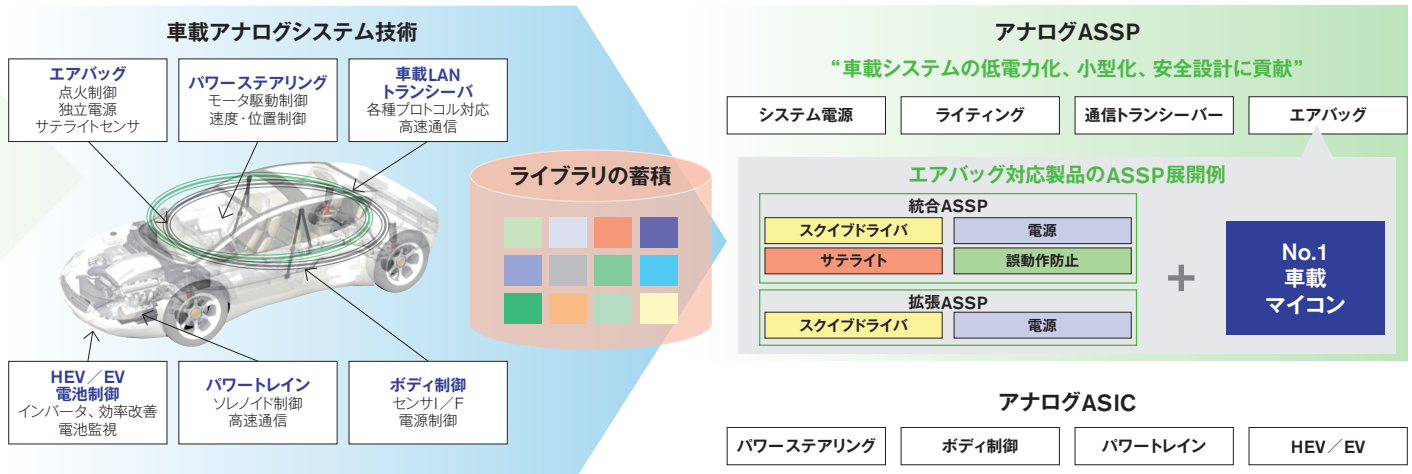 車載アナログシステム技術
エアバッグ
点火制御
独立電源
サテライトセンサ
パワーステアリング
モータ駆動制御
速度・位置制御
車載LAN
トランシーバ
各種プロトコル対応
高速通信
HEV／EV
電池制御
インバータ、効率改善
電池監視
パワートレイン
ソレノイド制御
高速通信
ボディ制御
センサI／F
電源制御
ライブラリの蓄積
アナログASSP
“車載システムの低電力化、小型化、安全設計に貢献”
システム電源
ライティング
通信トランシーバー
エアバッグ
エアバッグ対応製品のASSP展開例
統合ASSP
スクイブドライバ
電源
サテライト
誤動作防止
拡張ASSP
スクイブドライバ
電源
+
No.1
車載
マイコン
アナログASIC
パワーステアリング
ボディ制御
パワートレイン
HEV／EV